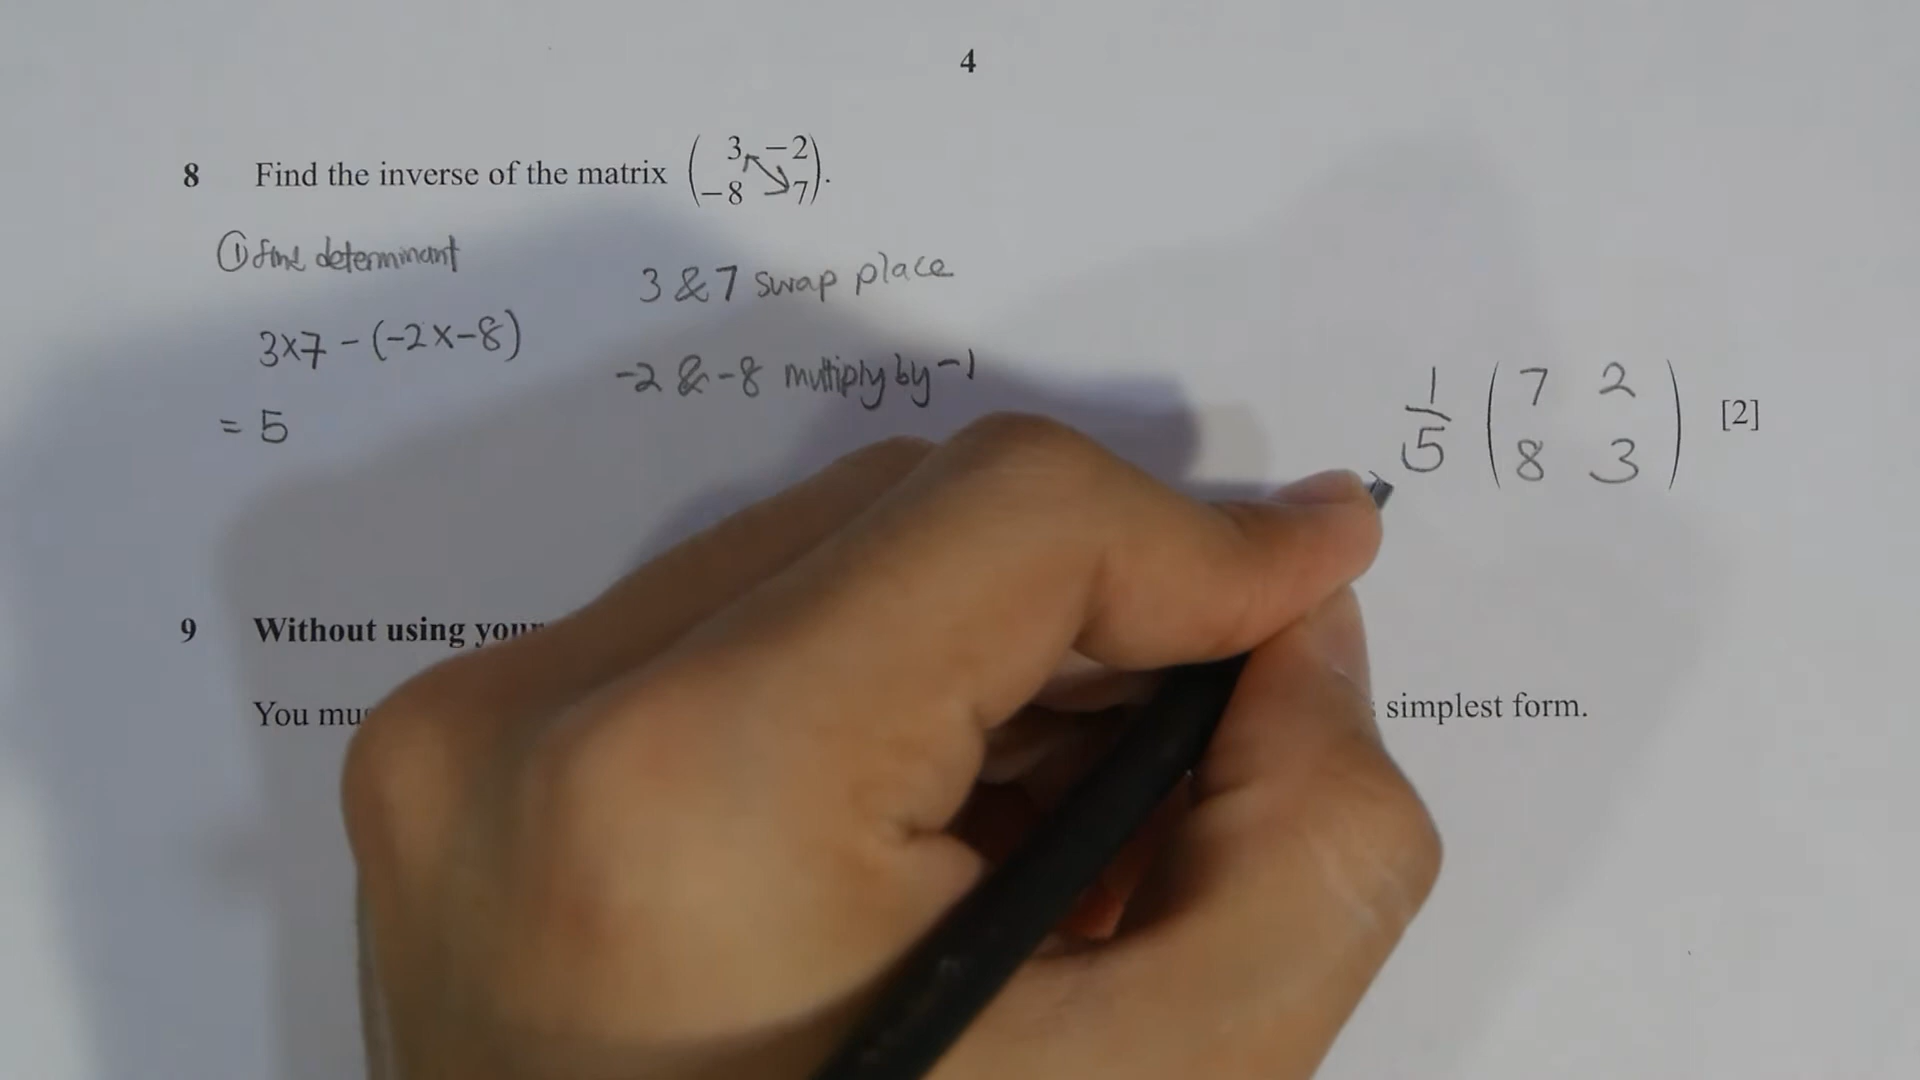 4
8 Find the inverse of the matrix ( 3 −2 −8 7 ).
① find determinant
3×7 − (−2×−8)
= 5
3 & 7 swap place
-2 & -8 multiply by -1
1/5 ( 7 2 8 3 ) [2]
9 Without using your
You
simplest form.